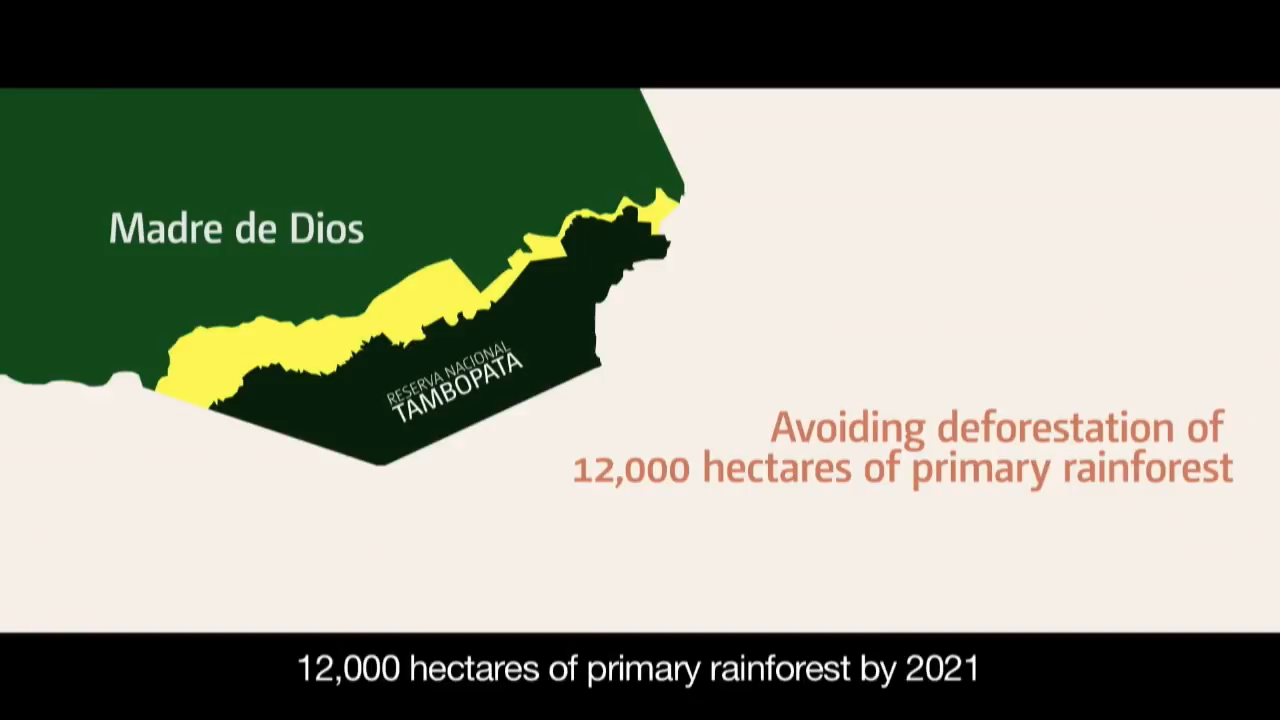 Madre de Dios
RESERVA NACIONAL
TAMBOPATA
Avoiding deforestation of
12,000 hectares of primary rainforest
12,000 hectares of primary rainforest by 2021